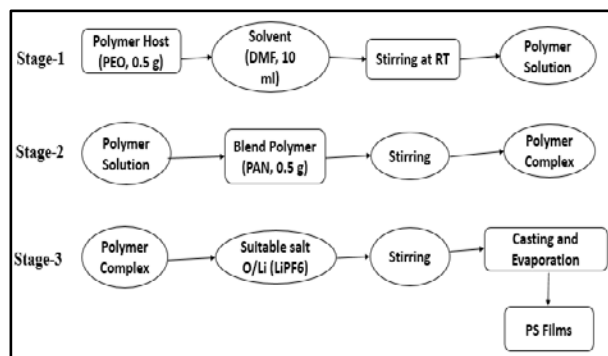 Stage-1
Polymer Host
(PEO, 0.5 g)
Solvent
(DMF, 10
ml)
Stirring at RT
Polymer
Solution
Stage-2
Polymer
Solution
Blend Polymer
(PAN, 0.5 g)
Stirring
Polymer
Complex
Stage-3
Polymer
Complex
Suitable salt
O/Li (LiPF6)
Stirring
Casting and
Evaporation
PS Films